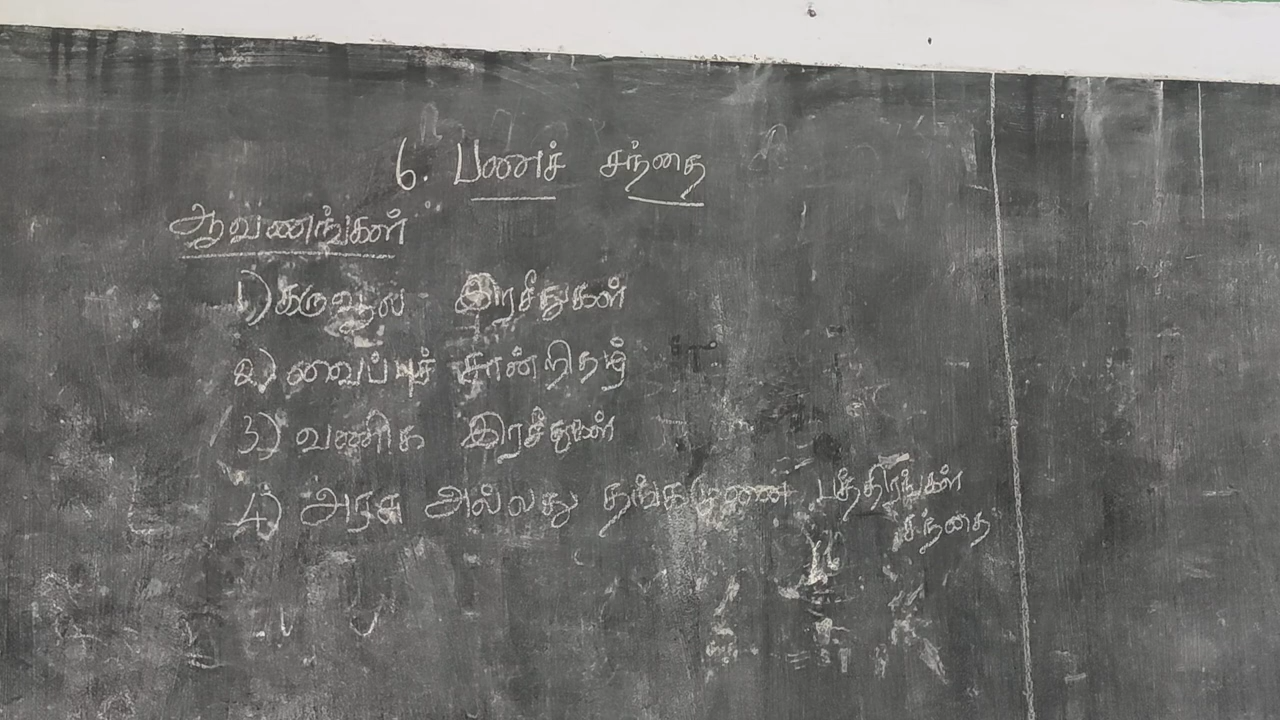 6. பணச் சந்தை
ஆவணங்கள்
1) கருவூல இரசீதுகள்
2) வைப்புச் சான்றிதழ்
3) வணிக இரசீதுகள்
4) அரசு அல்லது தங்கமுனை பத்திரங்கள்
சந்தை